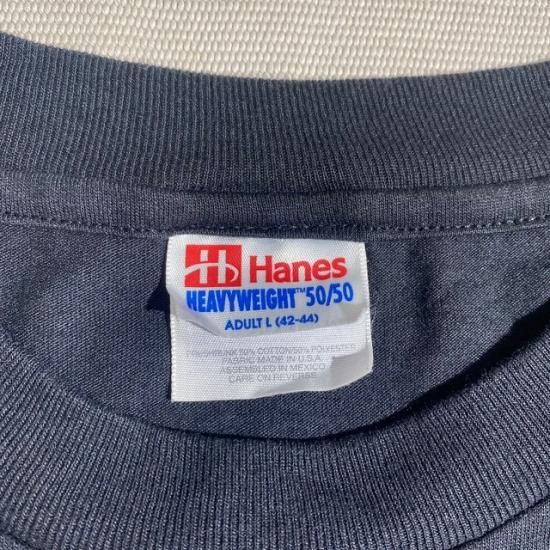 Hanes
HEAVYWEIGHT™ 50/50
ADULT L (42-44)
PRESHRUNK 50% COTTON/50% POLYESTER
FABRIC MADE IN U.S.A.
ASSEMBLED IN MEXICO
CARE ON REVERSE